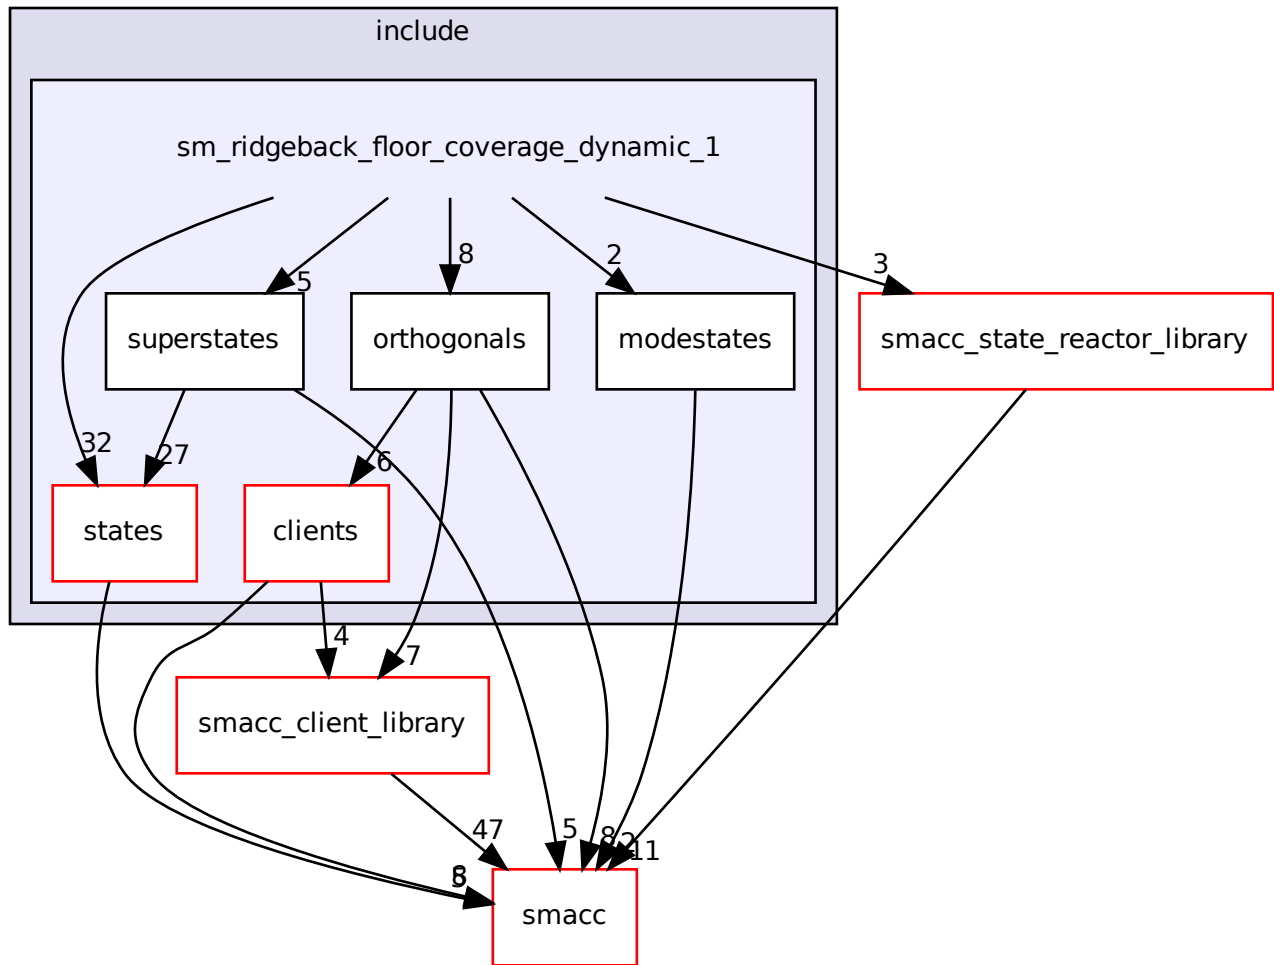 include
sm_ridgeback_floor_coverage_dynamic_1
5
8
2
3
superstates
orthogonals
modestates
smacc_state_reactor_library
32
27
6
states
clients
4
7
smacc_client_library
47
5
8
2
11
5
smacc